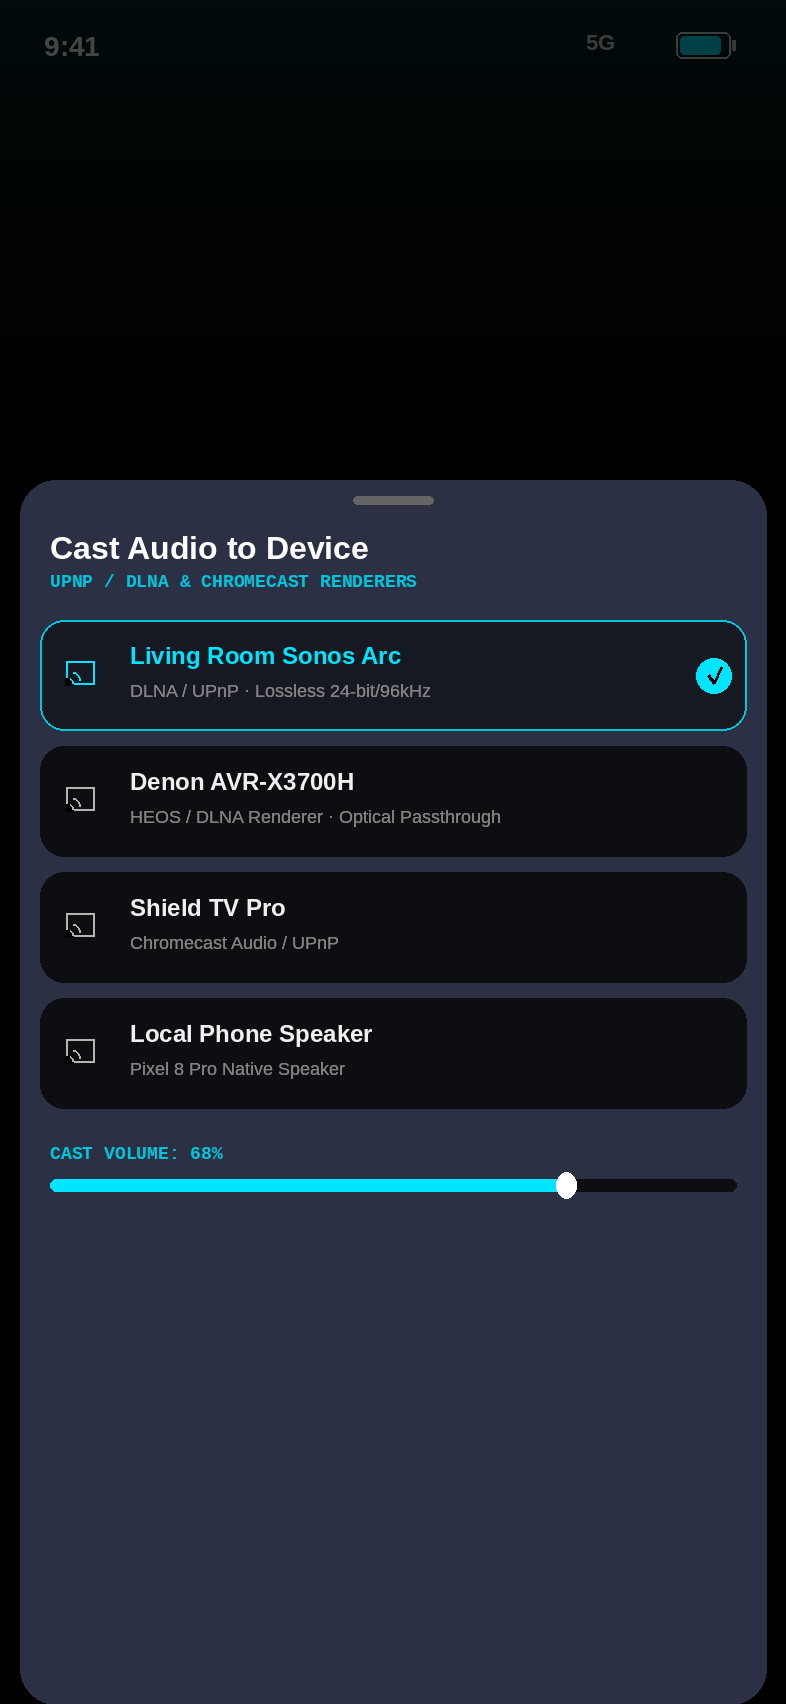 9:41
5G
Cast Audio to Device
UPNP / DLNA & CHROMECAST RENDERERS
Living Room Sonos Arc
DLNA / UPnP · Lossless 24-bit/96kHz
Denon AVR-X3700H
HEOS / DLNA Renderer · Optical Passthrough
Shield TV Pro
Chromecast Audio / UPnP
Local Phone Speaker
Pixel 8 Pro Native Speaker
CAST VOLUME: 68%